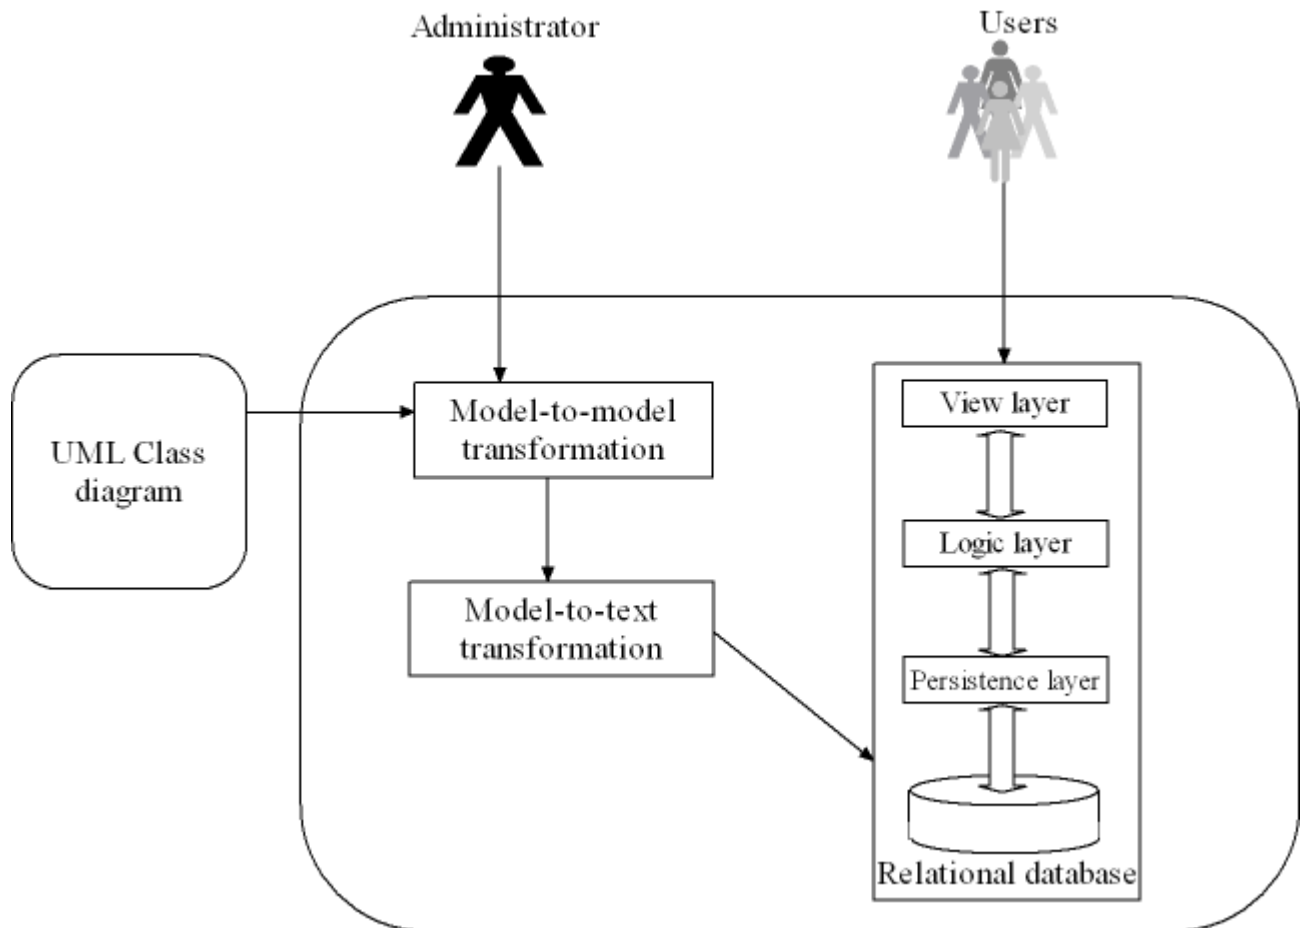 Administrator
Users
UML Class
diagram
Model-to-model
transformation
Model-to-text
transformation
View layer
Logic layer
Persistence layer
Relational database